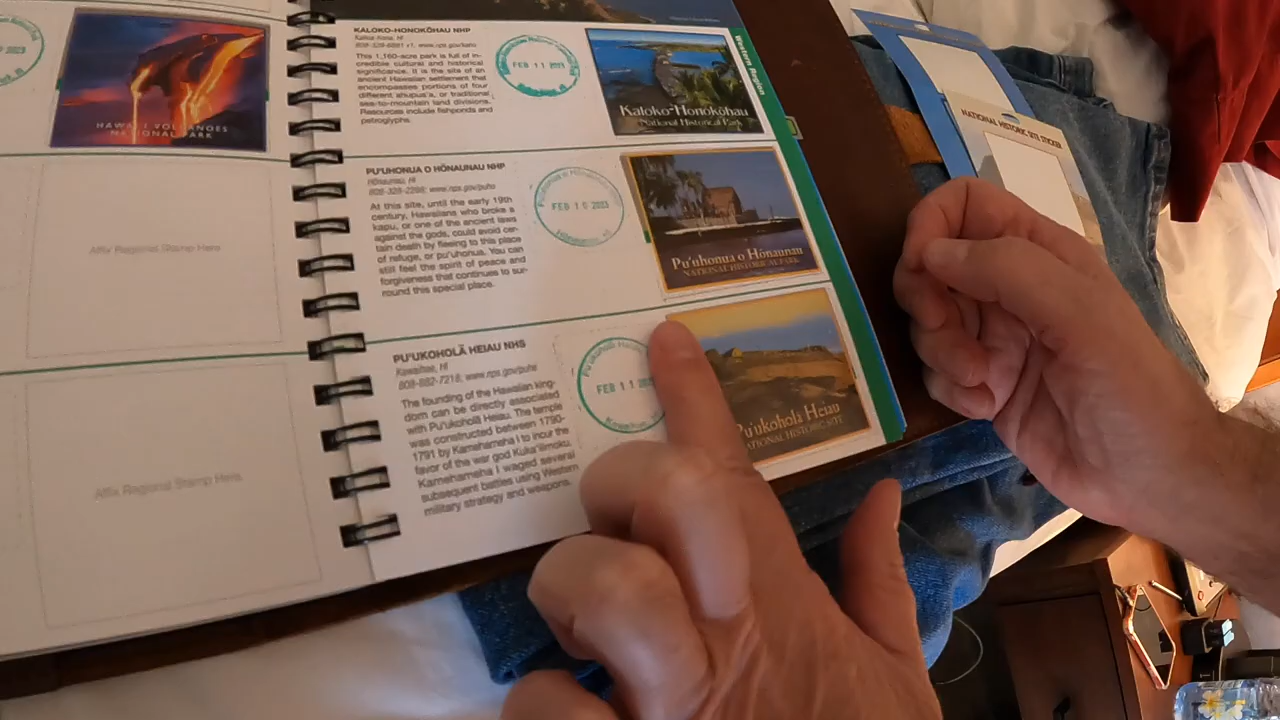 HAWAI'I VOLCANOES
NATIONAL PARK
Affix Regional Stamp Here
Affix Regional Stamp Here
KALOKO-HONOKŌHAU NHP
Kailua-Kona, HI
This 1,160-acre park is full of in-
credible cultural and historical
significance. It is the site of an
ancient Hawaiian settlement that
encompasses portions of four
different ahupua'a, or traditional
sea-to-mountain land divisions.
Resources include fishponds and
petroglyphs.
FEB 11 2023
Kaloko-Honokōhau
National Historical Park
Western Region
PU'UHONUA O HŌNAUNAU NHP
Hōnaunau, HI
808-328-2288; www.nps.gov/puho
At this site, until the early 19th
century, Hawaiians who broke a
kapu, or one of the ancient laws
against the gods, could avoid cer-
tain death by fleeing to this place
of refuge, or pu'uhonua. You can
still feel the spirit of peace and
forgiveness that continues to sur-
round this special place.
FEB 10 2023
Hōnaunau, HI
Pu'uhonua o Hōnaunau
NATIONAL HISTORICAL PARK
PU'UKOHOLĀ HEIAU NHS
Kawaihae, HI
808-882-7218; www.nps.gov/puhe
The founding of the Hawaiian king-
dom can be directly associated
with Pu'ukoholā Heiau. The temple
was constructed between 1790-
1791 by Kamehameha I to incur the
favor of the war god Kuka'ilimoku.
Kamehameha I waged several
subsequent battles using Western
military strategy and weapons.
FEB 11 20
Pu'ukoholā Heiau
NATIONAL HISTORIC SITE
NATIONAL HISTORIC SITE STICKER